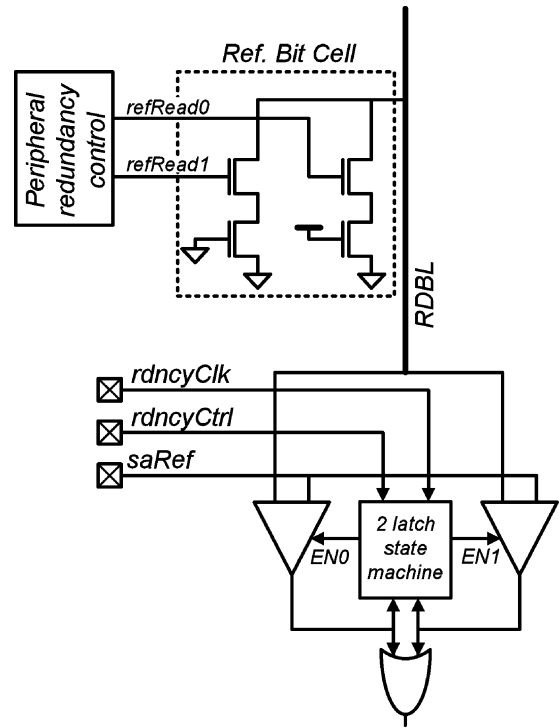 Ref. Bit Cell
Peripheral
redundancy
control
refRead0
refRead1
RDBL
rdncyClk
rdncyCtrl
saRef
2 latch
state
machine
EN0
EN1